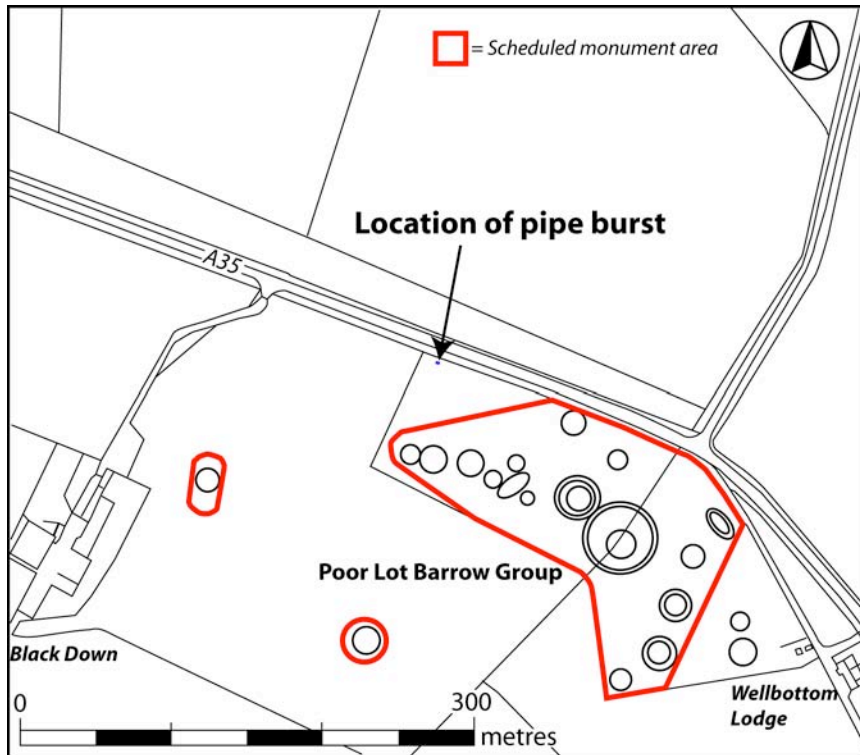 = Scheduled monument area
Location of pipe burst
A35
Poor Lot Barrow Group
Black Down
Wellbottom
Lodge
0
300
metres